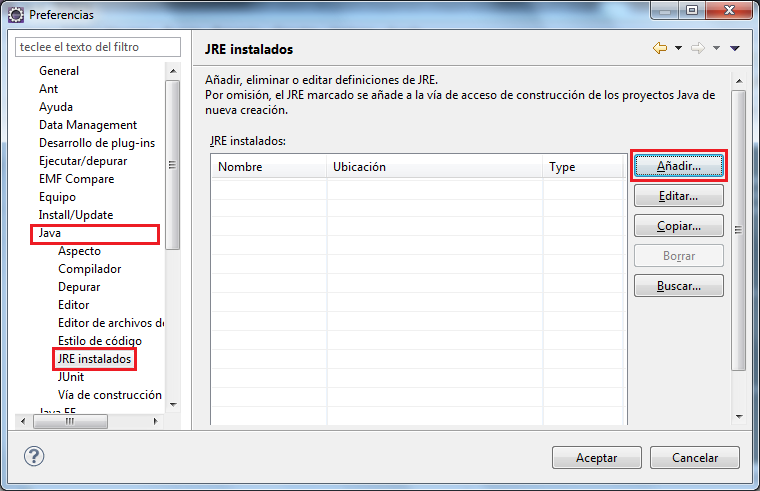 Preferencias
teclee el texto del filtro
General
Ant
Ayuda
Data Management
Desarrollo de plug-ins
Ejecutar/depurar
EMF Compare
Equipo
Install/Update
Java
Aspecto
Compilador
Depurar
Editor
Editor de archivos de
Estilo de código
JRE instalados
JUnit
Vía de construcción
Java EE
JRE instalados
Añadir, eliminar o editar definiciones de JRE.
Por omisión, el JRE marcado se añade a la vía de acceso de construcción de los proyectos Java de
nueva creación.
JRE instalados:
Nombre Ubicación Type
Añadir...
Editar...
Copiar...
Borrar
Buscar...
Aceptar Cancelar